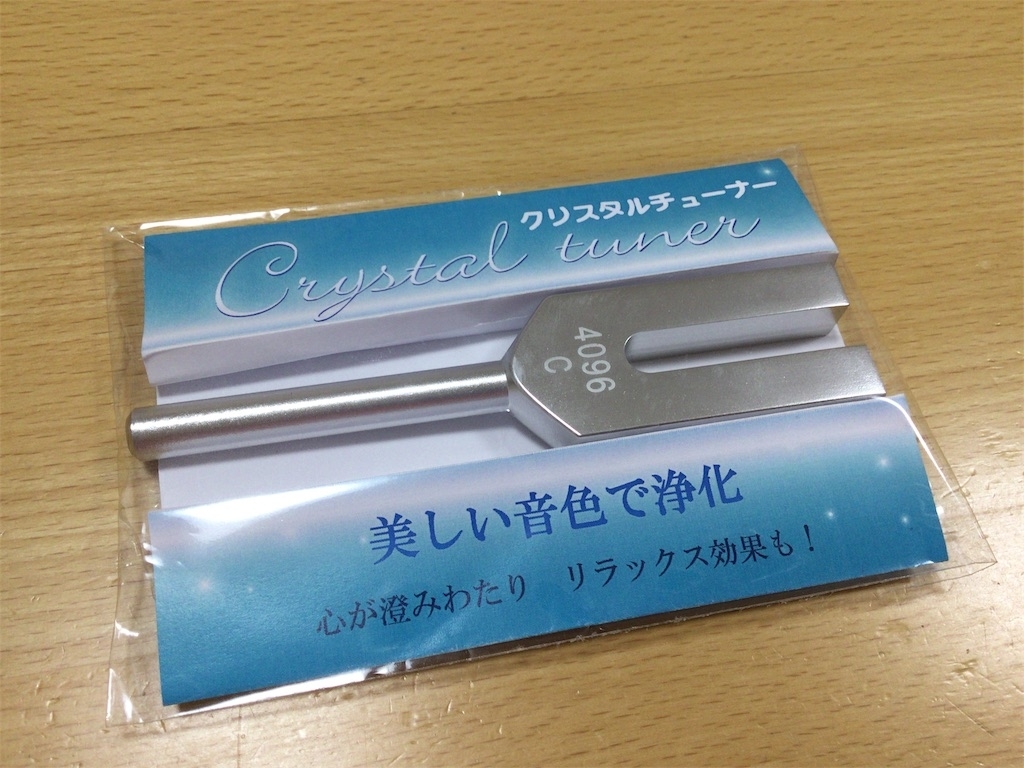 クリスタルチューナー
Crystal tuner
4096
C
美しい音色で浄化
心が澄みわたり　リラックス効果も！